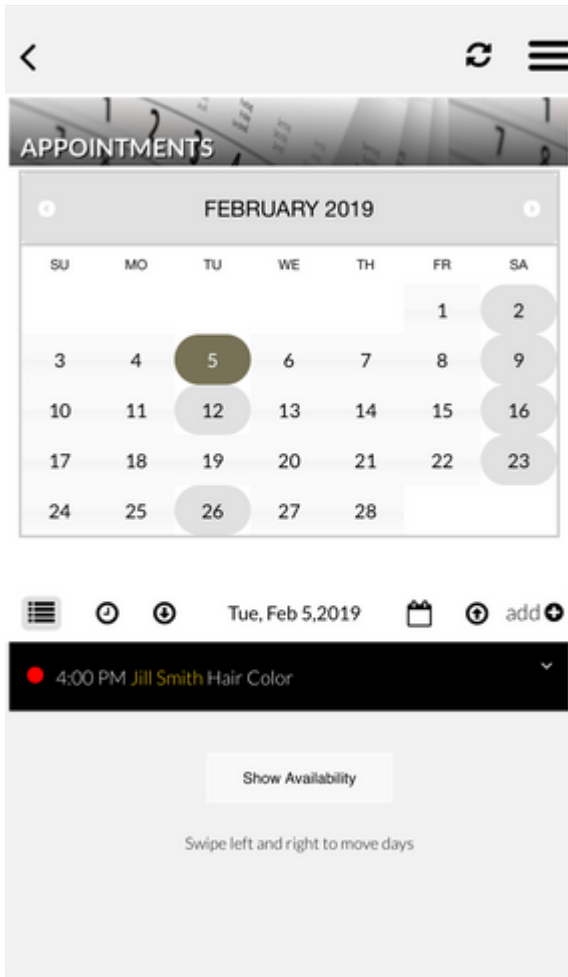 APPOINTMENTS
FEBRUARY 2019
SU MO TU WE TH FR SA
1 2
3 4 5 6 7 8 9
10 11 12 13 14 15 16
17 18 19 20 21 22 23
24 25 26 27 28
Tue, Feb 5,2019 add
4:00 PM Jill Smith Hair Color
Show Availability
Swipe left and right to move days